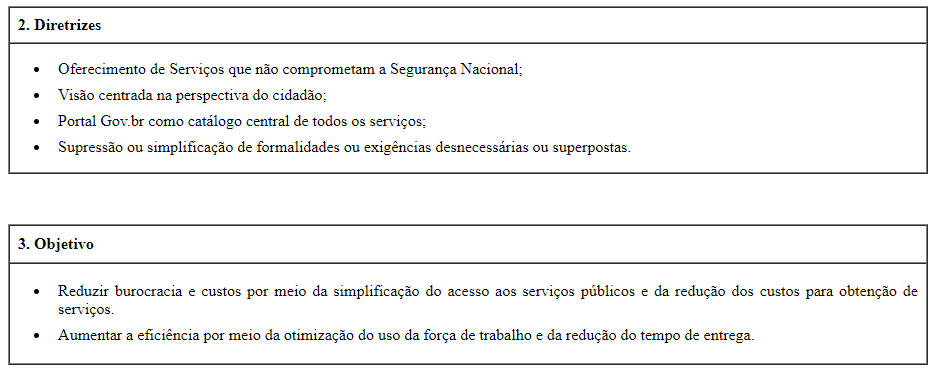 2. Diretrizes
• Oferecimento de Serviços que não comprometam a Segurança Nacional;
• Visão centrada na perspectiva do cidadão;
• Portal Gov.br como catálogo central de todos os serviços;
• Supressão ou simplificação de formalidades ou exigências desnecessárias ou superpostas.
3. Objetivo
• Reduzir burocracia e custos por meio da simplificação do acesso aos serviços públicos e da redução dos custos para obtenção de
serviços.
• Aumentar a eficiência por meio da otimização do uso da força de trabalho e da redução do tempo de entrega.